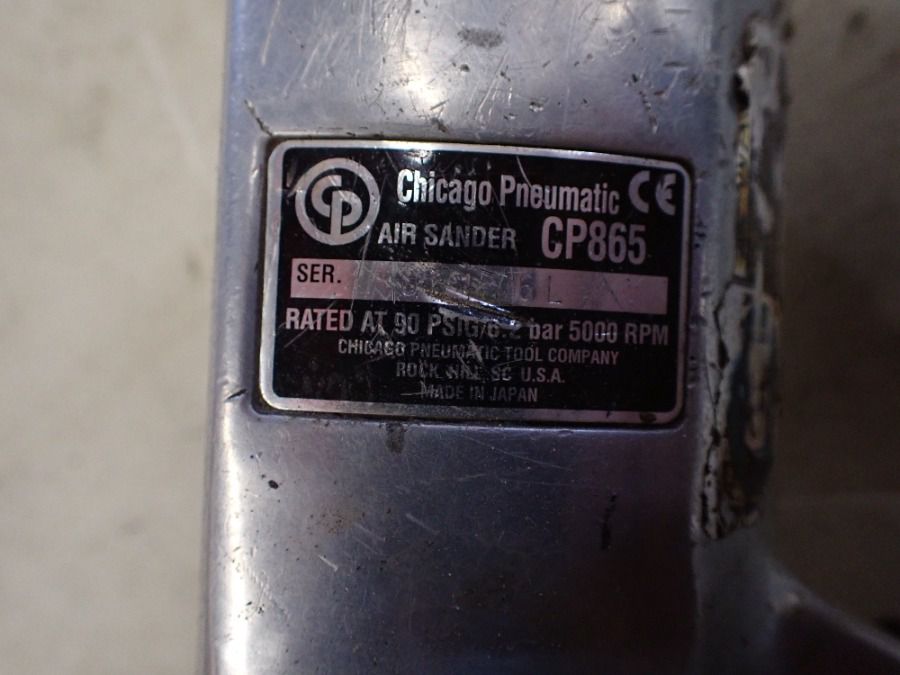 CP Chicago Pneumatic CE
AIR SANDER CP865
SER.
RATED AT 90 PSIG/6.2 bar 5000 RPM
CHICAGO PNEUMATIC TOOL COMPANY
ROCK HILL, SC U.S.A.
MADE IN JAPAN